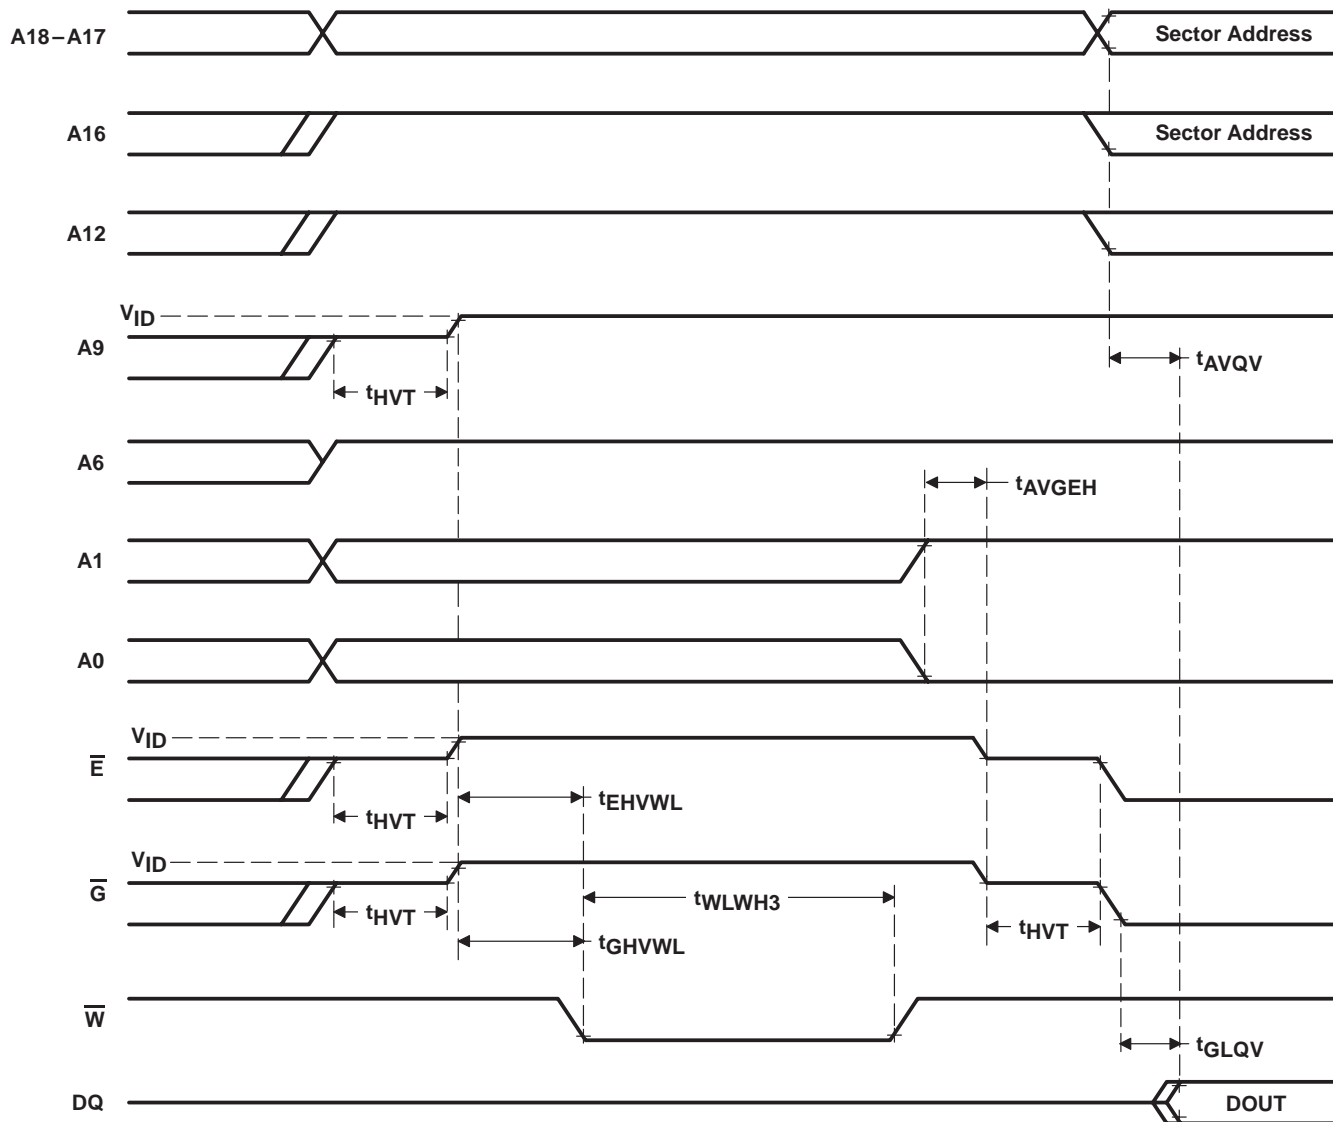 A18–A17
Sector Address
A16
Sector Address
A12
VID
A9
tAVQV
tHVT
A6
tAVGEH
A1
A0
VID
E
tEHVWL
tHVT
VID
G
tWLWH3
tHVT
tHVT
tGHVWL
W
tGLQV
DQ
DOUT